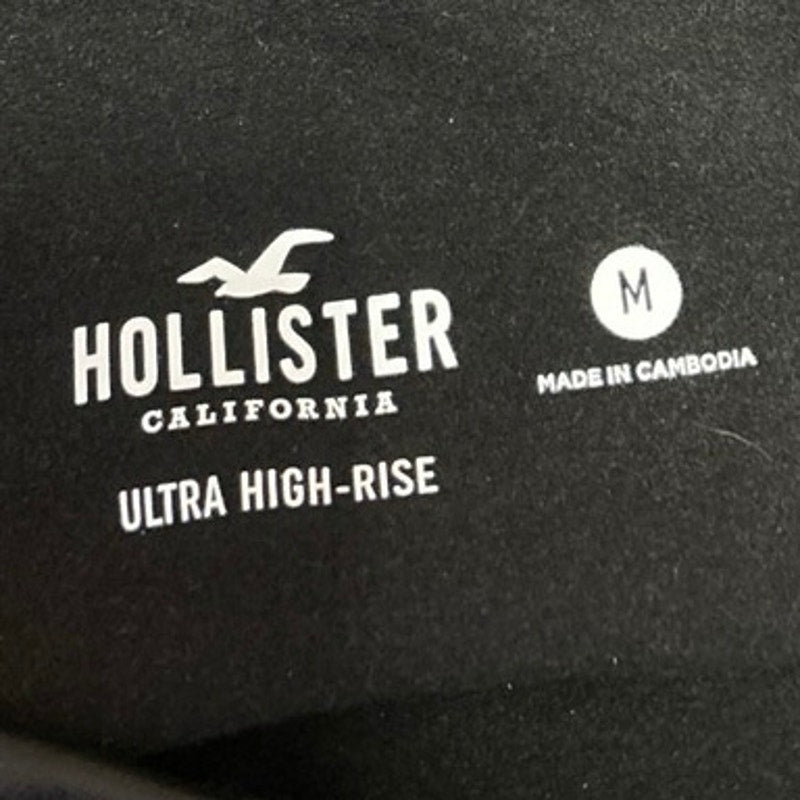 HOLLISTER
CALIFORNIA
ULTRA HIGH-RISE
M
MADE IN CAMBODIA